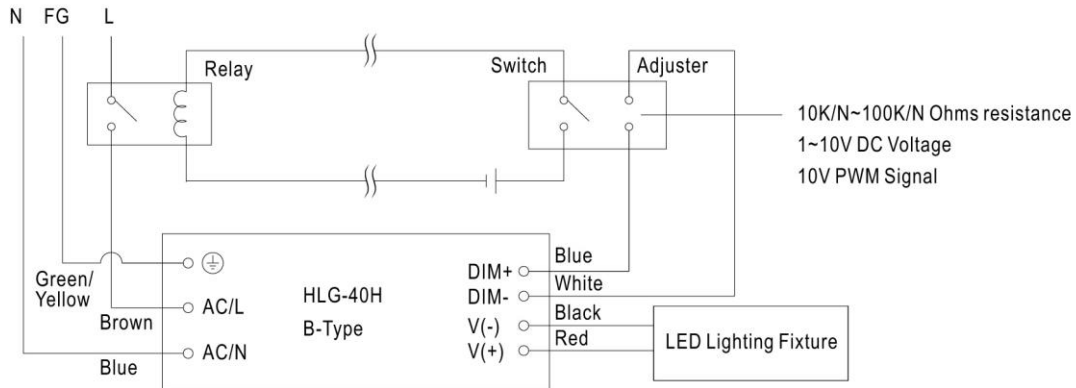 N FG L
Relay
Switch
Adjuster
10K/N~100K/N Ohms resistance
1~10V DC Voltage
10V PWM Signal
Green/
Yellow
Brown
Blue
AC/L
AC/N
HLG-40H
B-Type
DIM+
DIM-
V(-)
V(+)
Blue
White
Black
Red
LED Lighting Fixture